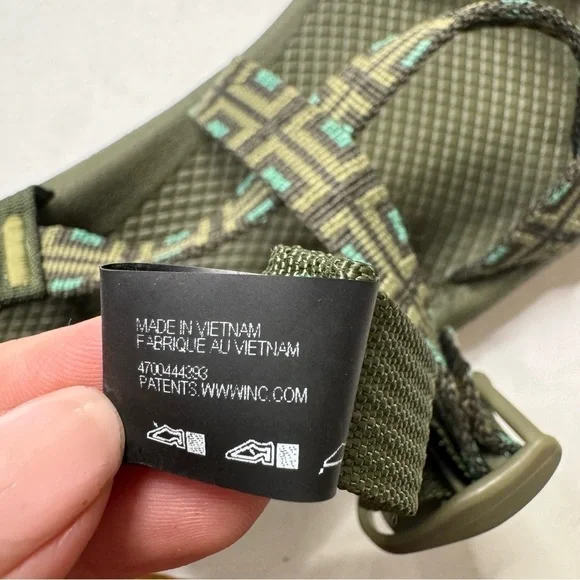 MADE IN VIETNAM
FABRIQUE AU VIETNAM
4700444393
PATENTS.WWWINC.COM